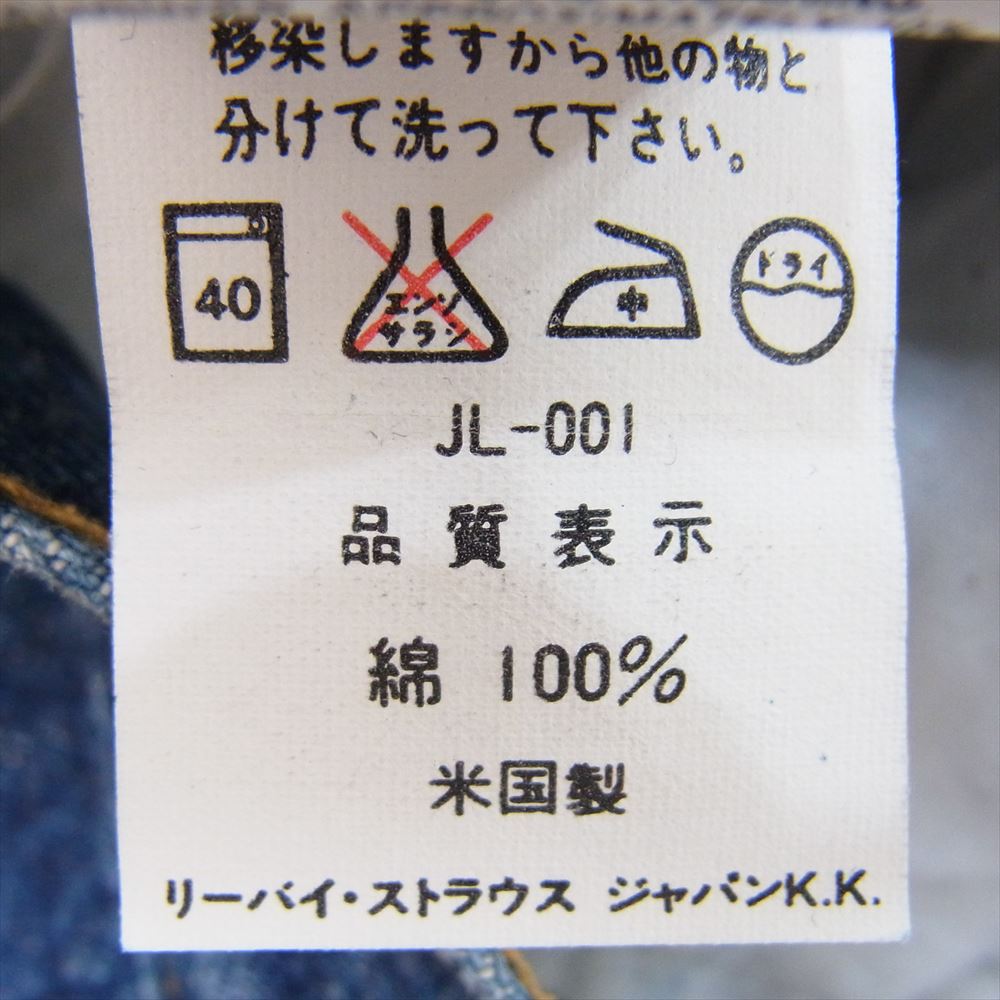 移染しますから他の物と
分けて洗って下さい。
40
エンソ
サラシ
中
ドライ
JL-001
品質表示
綿 100%
米国製
リーバイ・ストラウス ジャパンK.K.